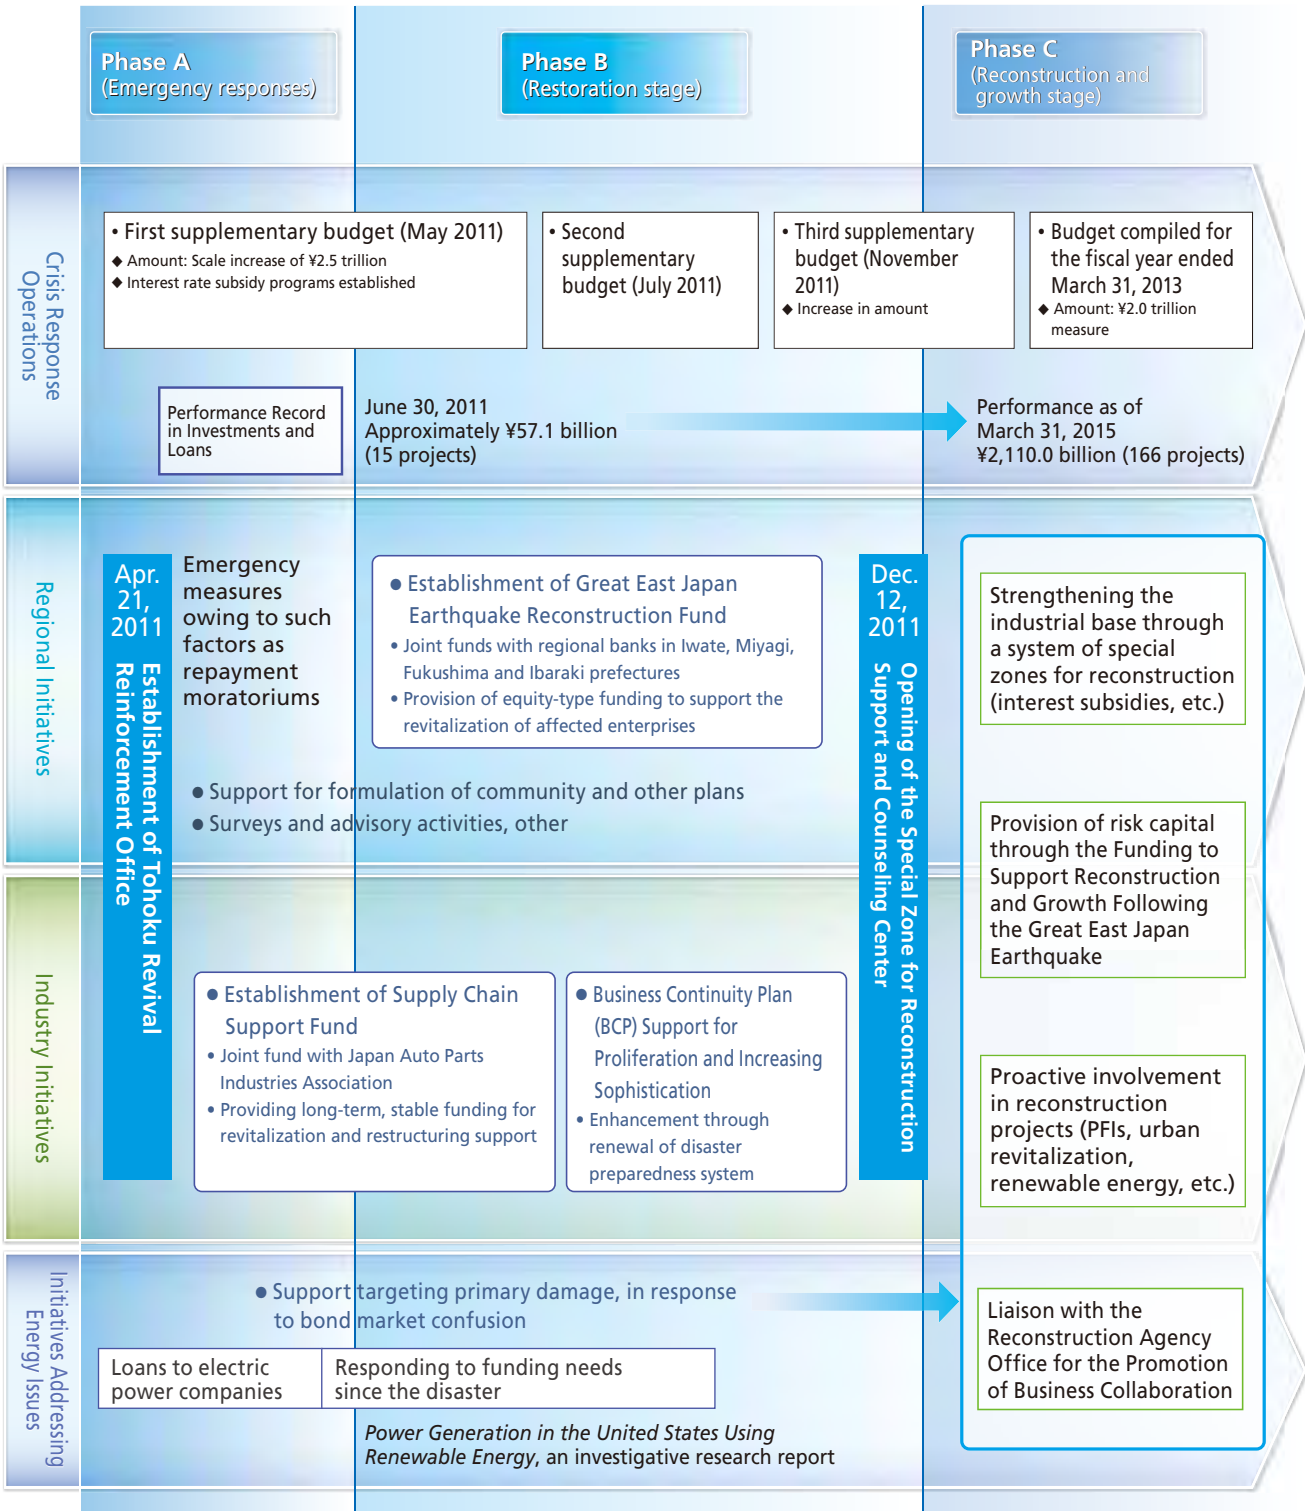 Phase A
(Emergency responses)
Phase B
(Restoration stage)
Phase C
(Reconstruction and
growth stage)
Crisis Response
Operations
• First supplementary budget (May 2011)
◆ Amount: Scale increase of ¥2.5 trillion
◆ Interest rate subsidy programs established
• Second
supplementary
budget (July 2011)
• Third supplementary
budget (November
2011)
◆ Increase in amount
• Budget compiled for
the fiscal year ended
March 31, 2013
◆ Amount: ¥2.0 trillion
measure
Performance Record
in Investments and
Loans
June 30, 2011
Approximately ¥57.1 billion
(15 projects)
Performance as of
March 31, 2015
¥2,110.0 billion (166 projects)
Regional Initiatives
Apr.
21,
2011
Establishment of Tohoku Revival
Reinforcement Office
Emergency
measures
owing to such
factors as
repayment
moratoriums
● Establishment of Great East Japan
Earthquake Reconstruction Fund
• Joint funds with regional banks in Iwate, Miyagi,
Fukushima and Ibaraki prefectures
• Provision of equity-type funding to support the
revitalization of affected enterprises
● Support for formulation of community and other plans
● Surveys and advisory activities, other
Dec.
12,
2011
Opening of the Special Zone for Reconstruction
Support and Counseling Center
Strengthening the
industrial base through
a system of special
zones for reconstruction
(interest subsidies, etc.)
Provision of risk capital
through the Funding to
Support Reconstruction
and Growth Following
the Great East Japan
Earthquake
Industry Initiatives
● Establishment of Supply Chain
Support Fund
• Joint fund with Japan Auto Parts
Industries Association
• Providing long-term, stable funding for
revitalization and restructuring support
● Business Continuity Plan
(BCP) Support for
Proliferation and Increasing
Sophistication
• Enhancement through
renewal of disaster
preparedness system
Proactive involvement
in reconstruction
projects (PFIs, urban
revitalization,
renewable energy, etc.)
Initiatives Addressing
Energy Issues
● Support targeting primary damage, in response
to bond market confusion
Loans to electric
power companies
Responding to funding needs
since the disaster
Power Generation in the United States Using
Renewable Energy, an investigative research report
Liaison with the
Reconstruction Agency
Office for the Promotion
of Business Collaboration